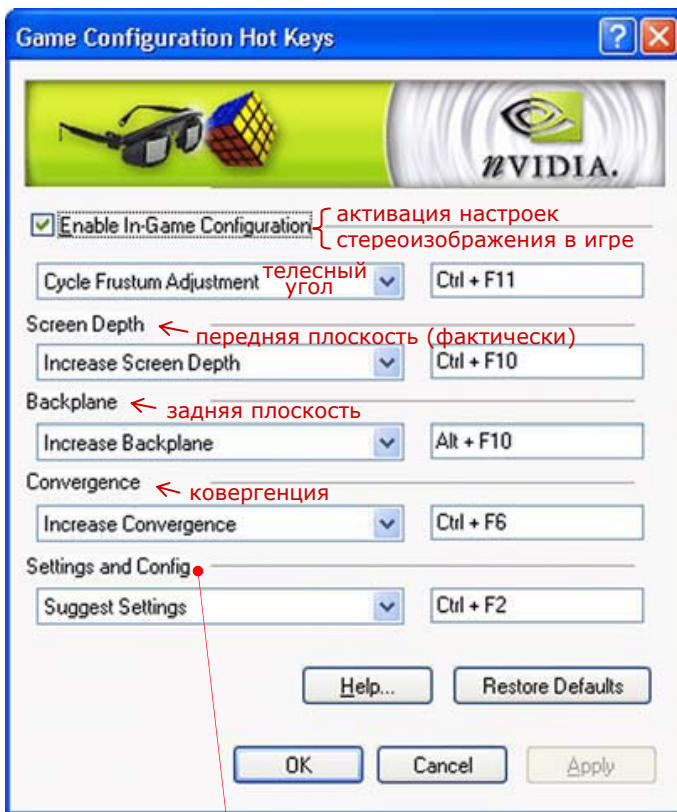 Game Configuration Hot Keys
nVIDIA.
Enable In-Game Configuration
активация настроек
стереоизображения в игре
Cycle Frustum Adjustment
телесный
угол
Ctrl + F11
Screen Depth
передняя плоскость (фактически)
Increase Screen Depth
Ctrl + F10
Backplane
задняя плоскость
Increase Backplane
Alt + F10
Convergence
ковергенция
Increase Convergence
Ctrl + F6
Settings and Config
Suggest Settings
Ctrl + F2
Help...
Restore Defaults
OK
Cancel
Apply